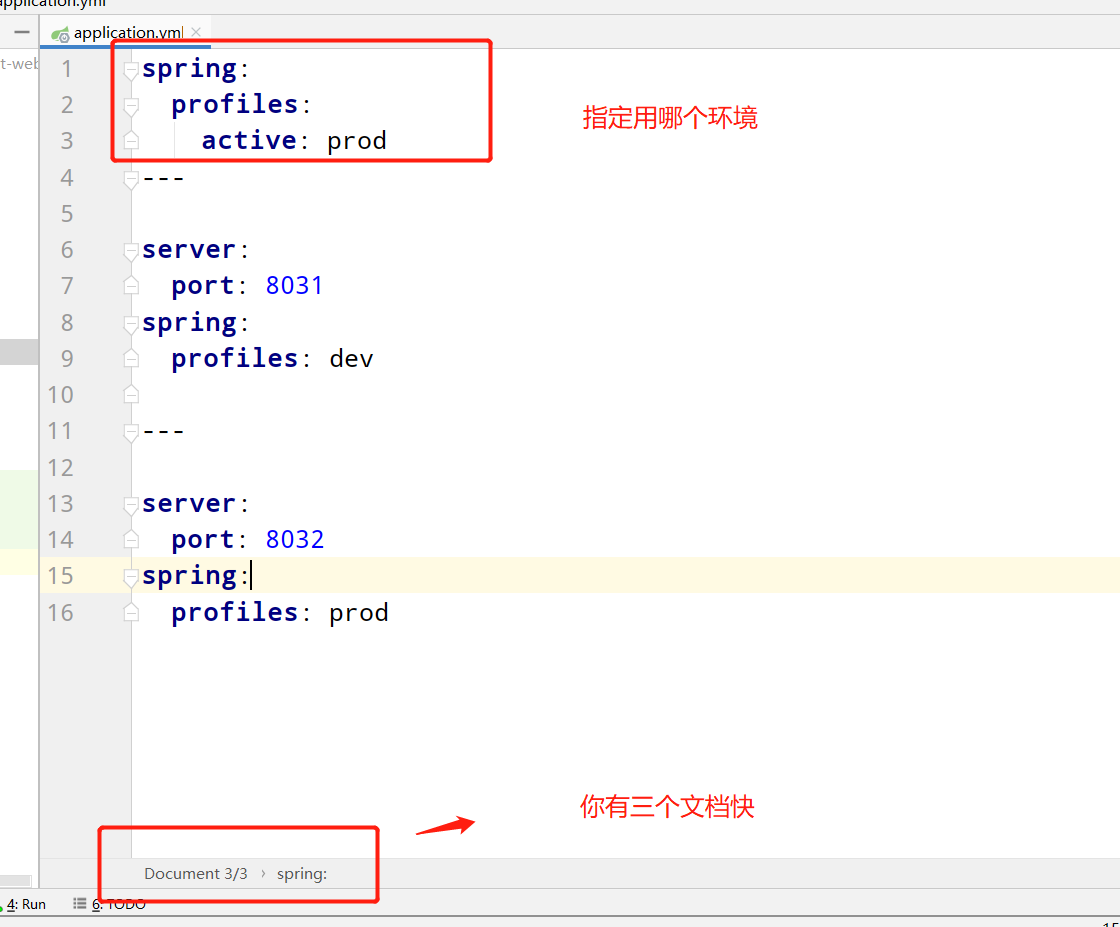 application.yml
application.yml
t-web
1 spring:
2 profiles:
3 active: prod
指定用哪个环境
4 ---
5
6 server:
7 port: 8031
8 spring:
9 profiles: dev
10
11 ---
12
13 server:
14 port: 8032
15 spring:
16 profiles: prod
你有三个文档快
Document 3/3 › spring:
4: Run 6: TODO